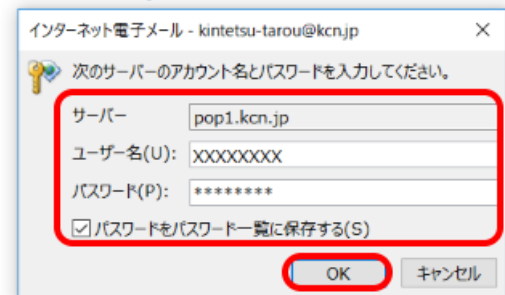 インターネット電子メール - kintetsu-tarou@kcn.jp
次のサーバーのアカウント名とパスワードを入力してください。
サーバー pop1.kcn.jp
ユーザー名(U): XXXXXXXX
パスワード(P): ********
パスワードをパスワード一覧に保存する(S)
OK キャンセル